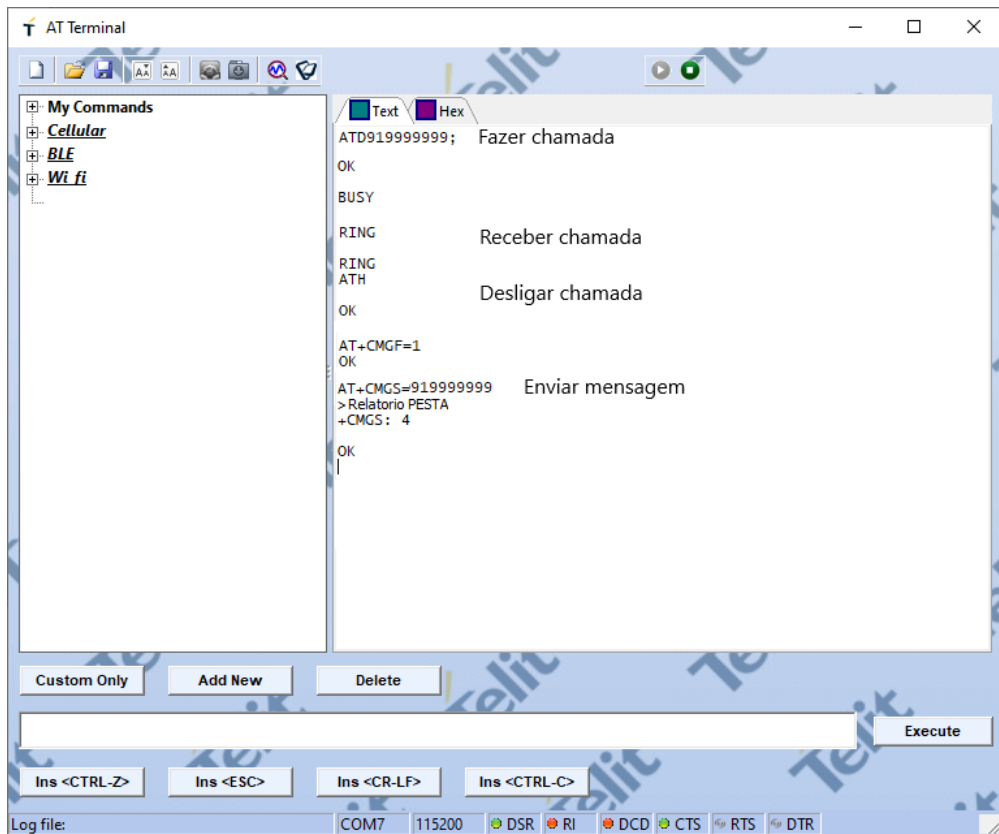 AT Terminal
My Commands
Cellular
BLE
Wi fi
Text Hex
ATD919999999; Fazer chamada
OK
BUSY
RING Receber chamada
RING
ATH
Desligar chamada
OK
AT+CMGF=1
OK
AT+CMGS=919999999 Enviar mensagem
>Relatorio PESTA
+CMGS: 4
OK
Custom Only Add New Delete
Execute
Ins <CTRL-Z> Ins <ESC> Ins <CR-LF> Ins <CTRL-C>
Log file: COM7 115200 DSR RI DCD CTS RTS DTR
Telit